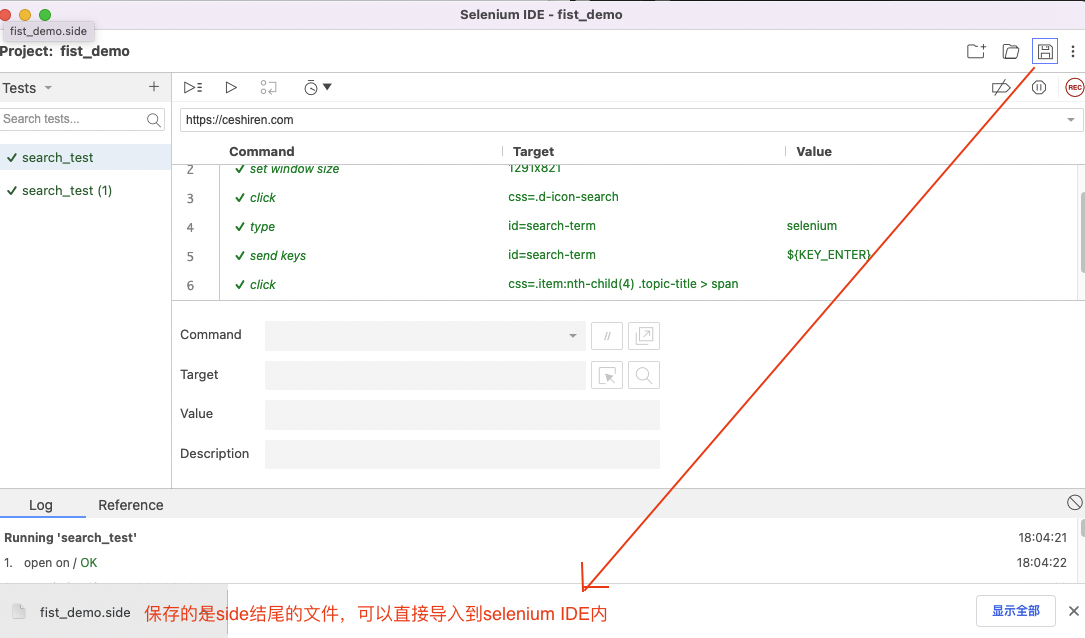 Selenium IDE - fist_demo
fist_demo.side
Project: fist_demo
Tests
Search tests...
https://ceshiren.com
REC
Command Target Value
search_test
search_test (1)
2 set window size 1291x821
3 click css=.d-icon-search
4 type id=search-term selenium
5 send keys id=search-term ${KEY_ENTER}
6 click css=.item:nth-child(4) .topic-title > span
Command
//
Target
Value
Description
Log Reference
Running 'search_test' 18:04:21
1. open on / OK 18:04:22
fist_demo.side
保存的是side结尾的文件，可以直接导入到selenium IDE内
显示全部